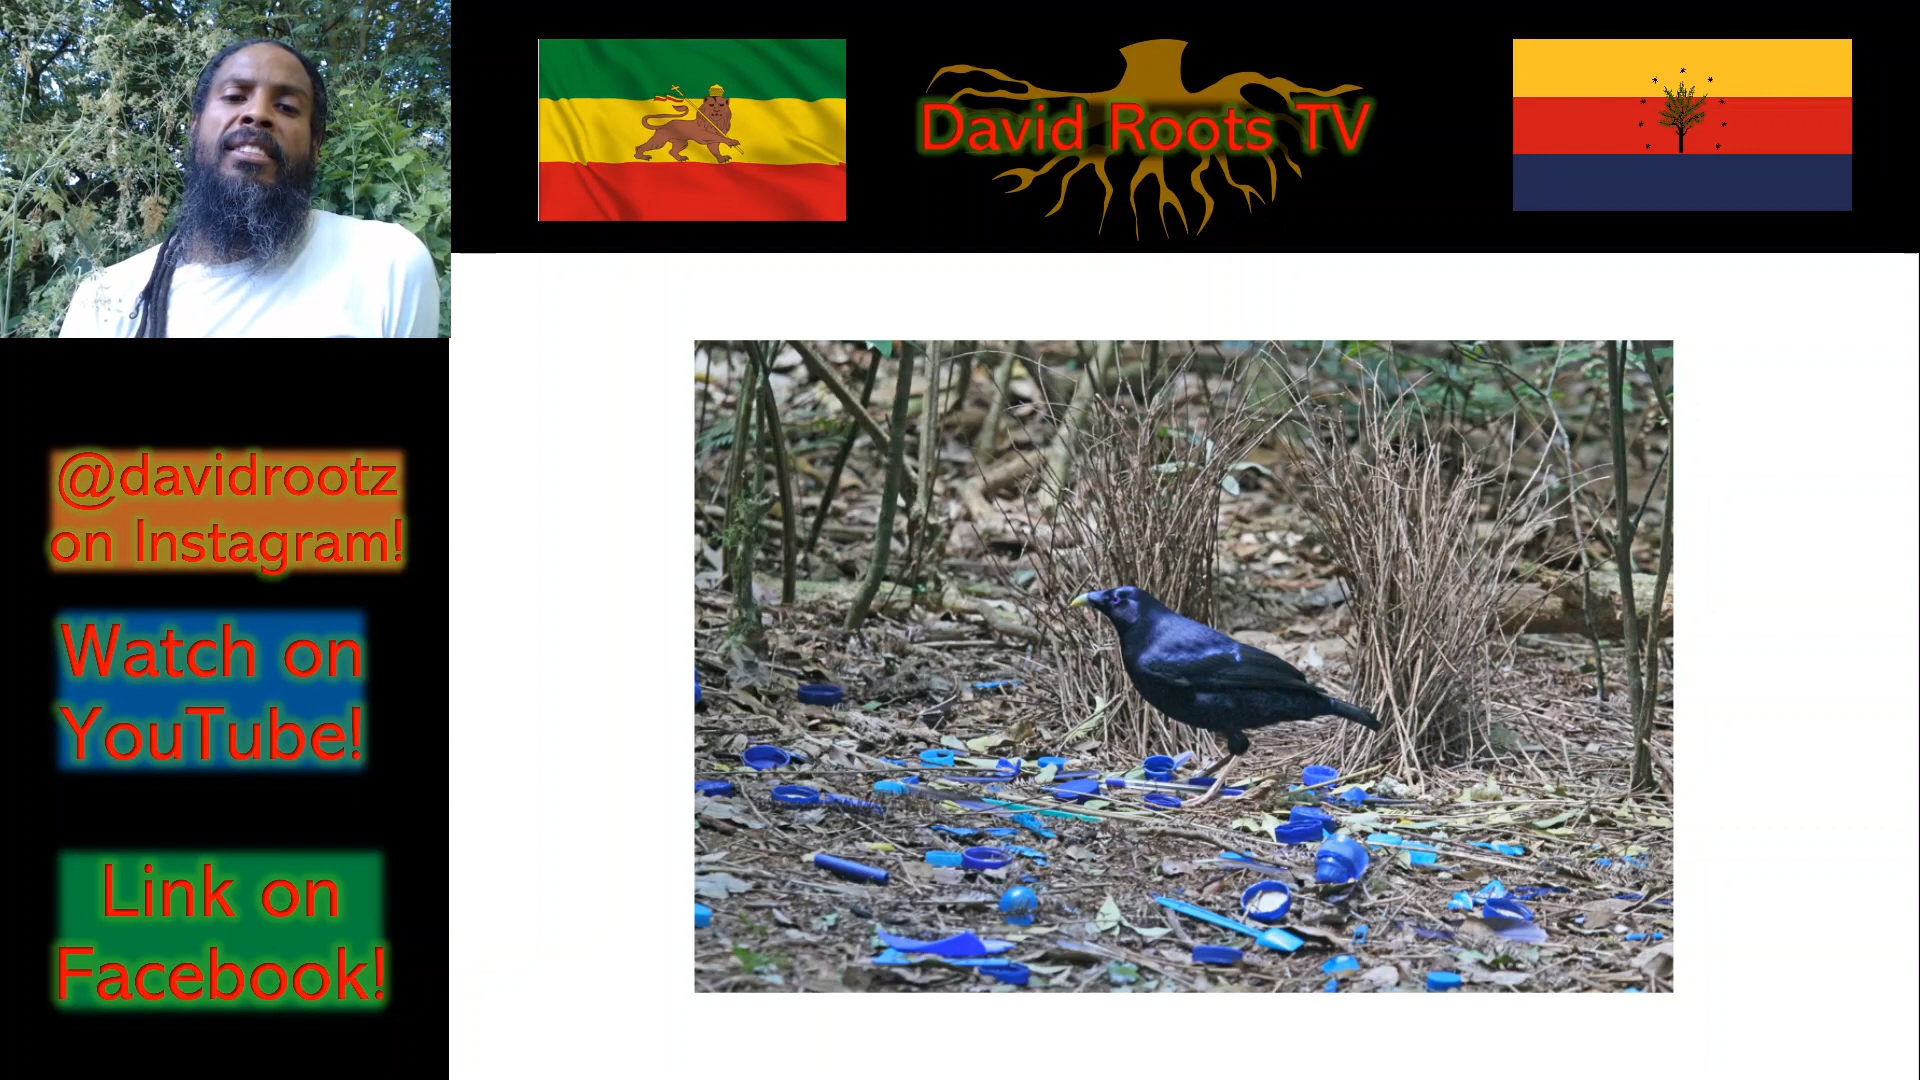 David Roots TV
@davidrootz
on Instagram!
Watch on
YouTube!
Link on
Facebook!